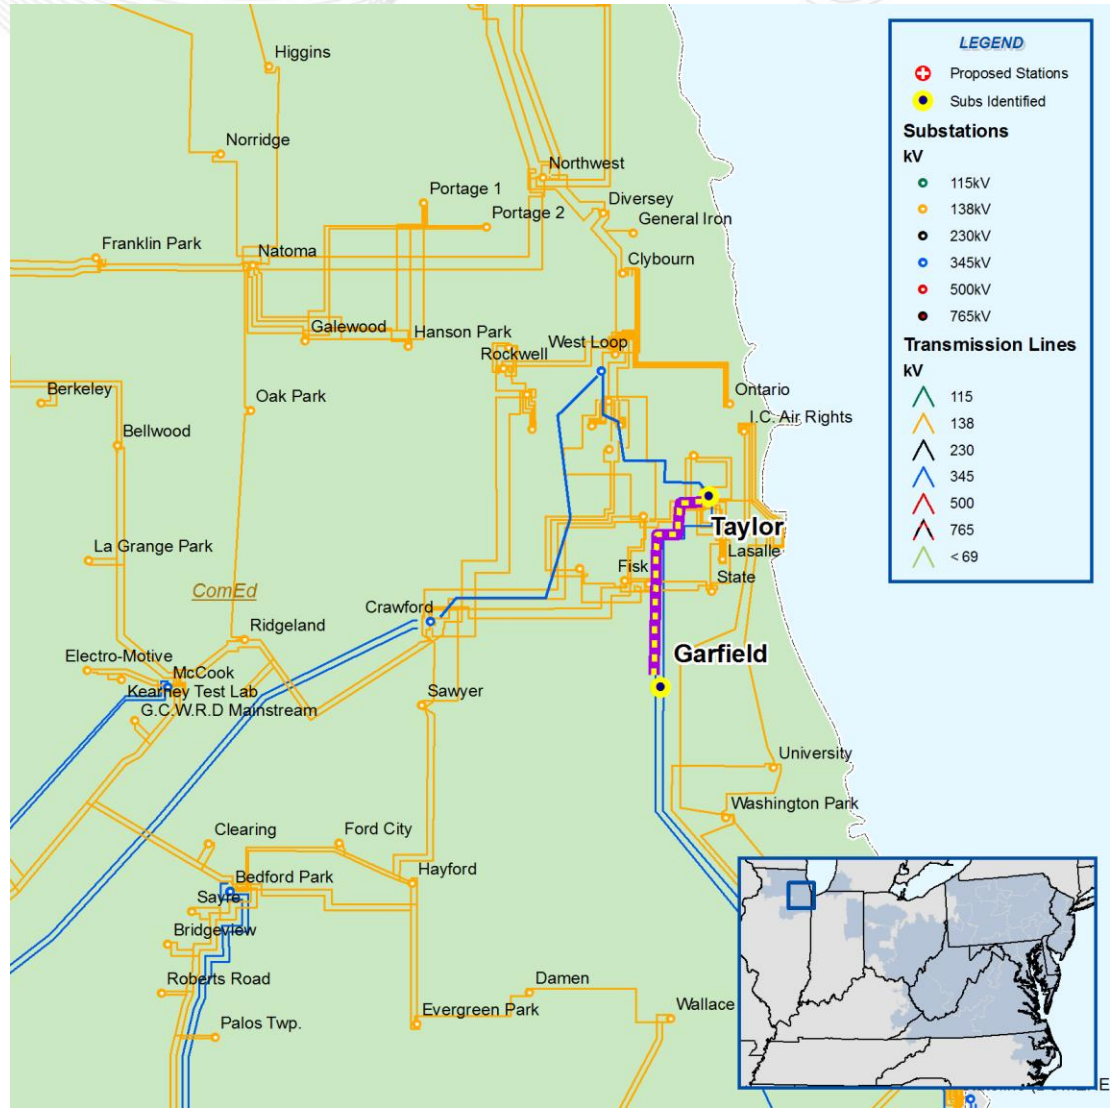 Higgins
Norridge
Northwest
Portage 1
Diversey
Portage 2
General Iron
Franklin Park
Natoma
Clybourn
Galewood
Hanson Park
West Loop
Rockwell
Berkeley
Oak Park
Ontario
I.C. Air Rights
Bellwood
Taylor
La Grange Park
Lasalle
Fisk
State
ComEd
Crawford
Ridgeland
Garfield
Electro-Motive
McCook
Kearney Test Lab
Sawyer
G.C.W.R.D Mainstream
University
Washington Park
Clearing
Ford City
Bedford Park
Hayford
Sayre
Bridgeview
Roberts Road
Damen
Evergreen Park
Wallace
Palos Twp.
LEGEND
Proposed Stations
Subs Identified
Substations
kV
115kV
138kV
230kV
345kV
500kV
765kV
Transmission Lines
kV
115
138
230
345
500
765
< 69